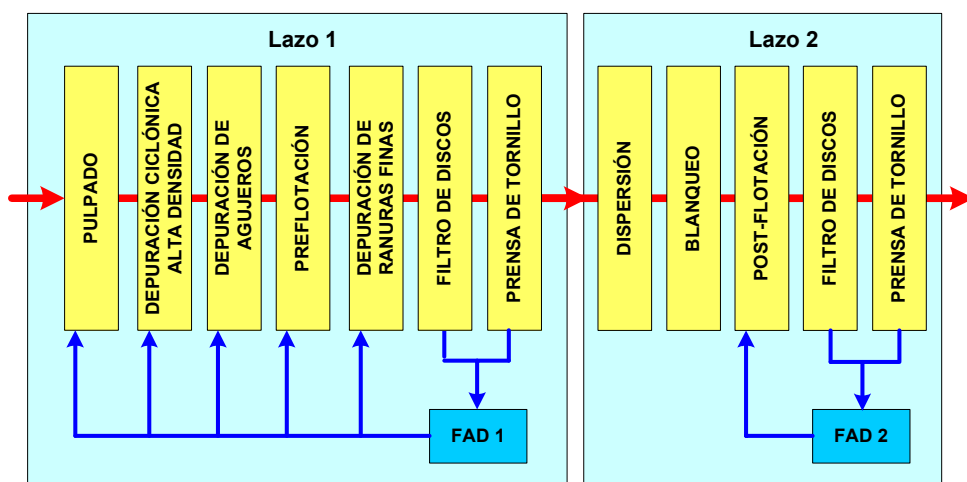 Lazo 1
Lazo 2
PULPADO
DEPURACIÓN CICLÓNICA
ALTA DENSIDAD
DEPURACIÓN DE
AGUJEROS
PREFLOTACIÓN
DEPURACIÓN DE
RANURAS FINAS
FILTRO DE DISCOS
PRENSA DE TORNILLO
DISPERSIÓN
BLANQUEO
POST-FLOTACIÓN
FILTRO DE DISCOS
PRENSA DE TORNILLO
FAD 1
FAD 2